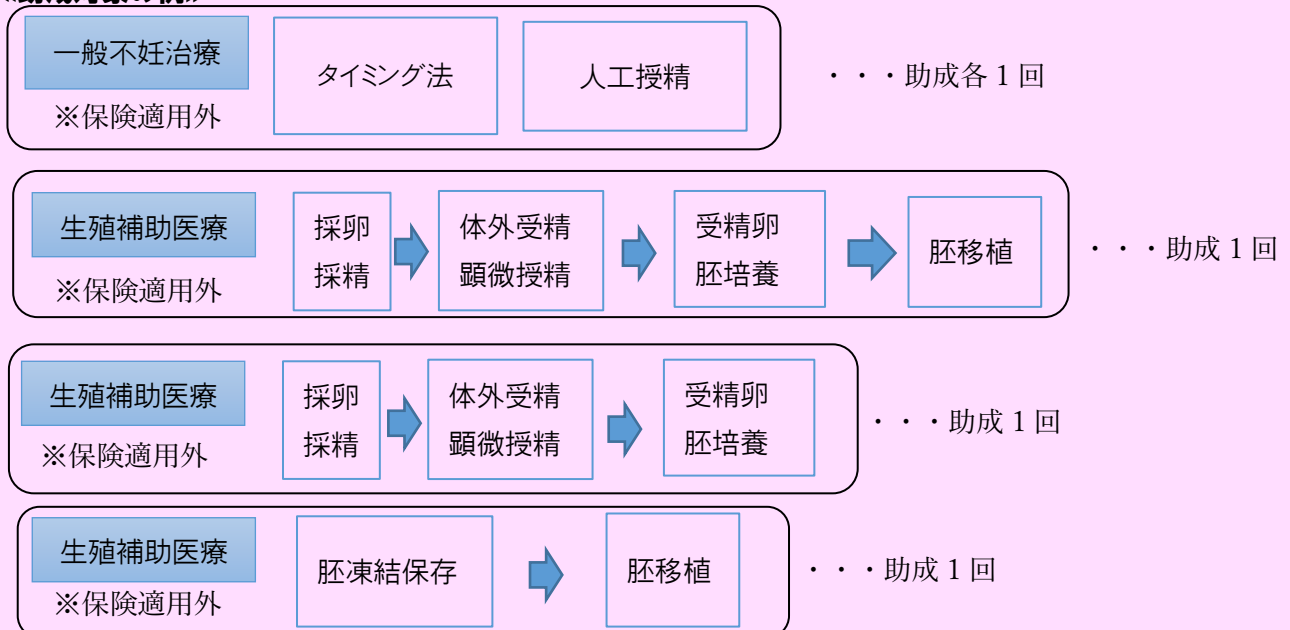 一般不妊治療
※保険適用外
タイミング法
人工授精
・・・助成各1回
生殖補助医療
※保険適用外
採卵
採精
体外受精
顕微授精
受精卵
胚培養
胚移植
・・・助成1回
生殖補助医療
※保険適用外
採卵
採精
体外受精
顕微授精
受精卵
胚培養
・・・助成1回
生殖補助医療
※保険適用外
胚凍結保存
胚移植
・・・助成1回